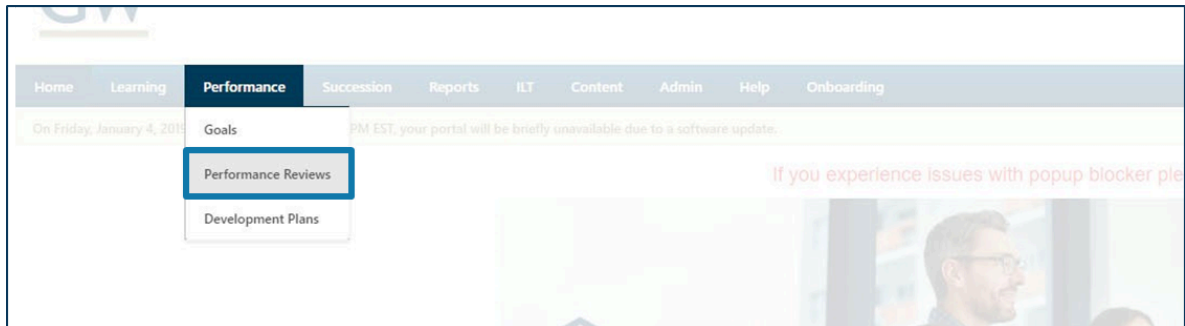 GW
Home Learning Performance Succession Reports ILT Content Admin Help Onboarding
On Friday, January 4, 201 PM EST, your portal will be briefly unavailable due to a software update.
Goals
Performance Reviews
If you experience issues with popup blocker ple
Development Plans